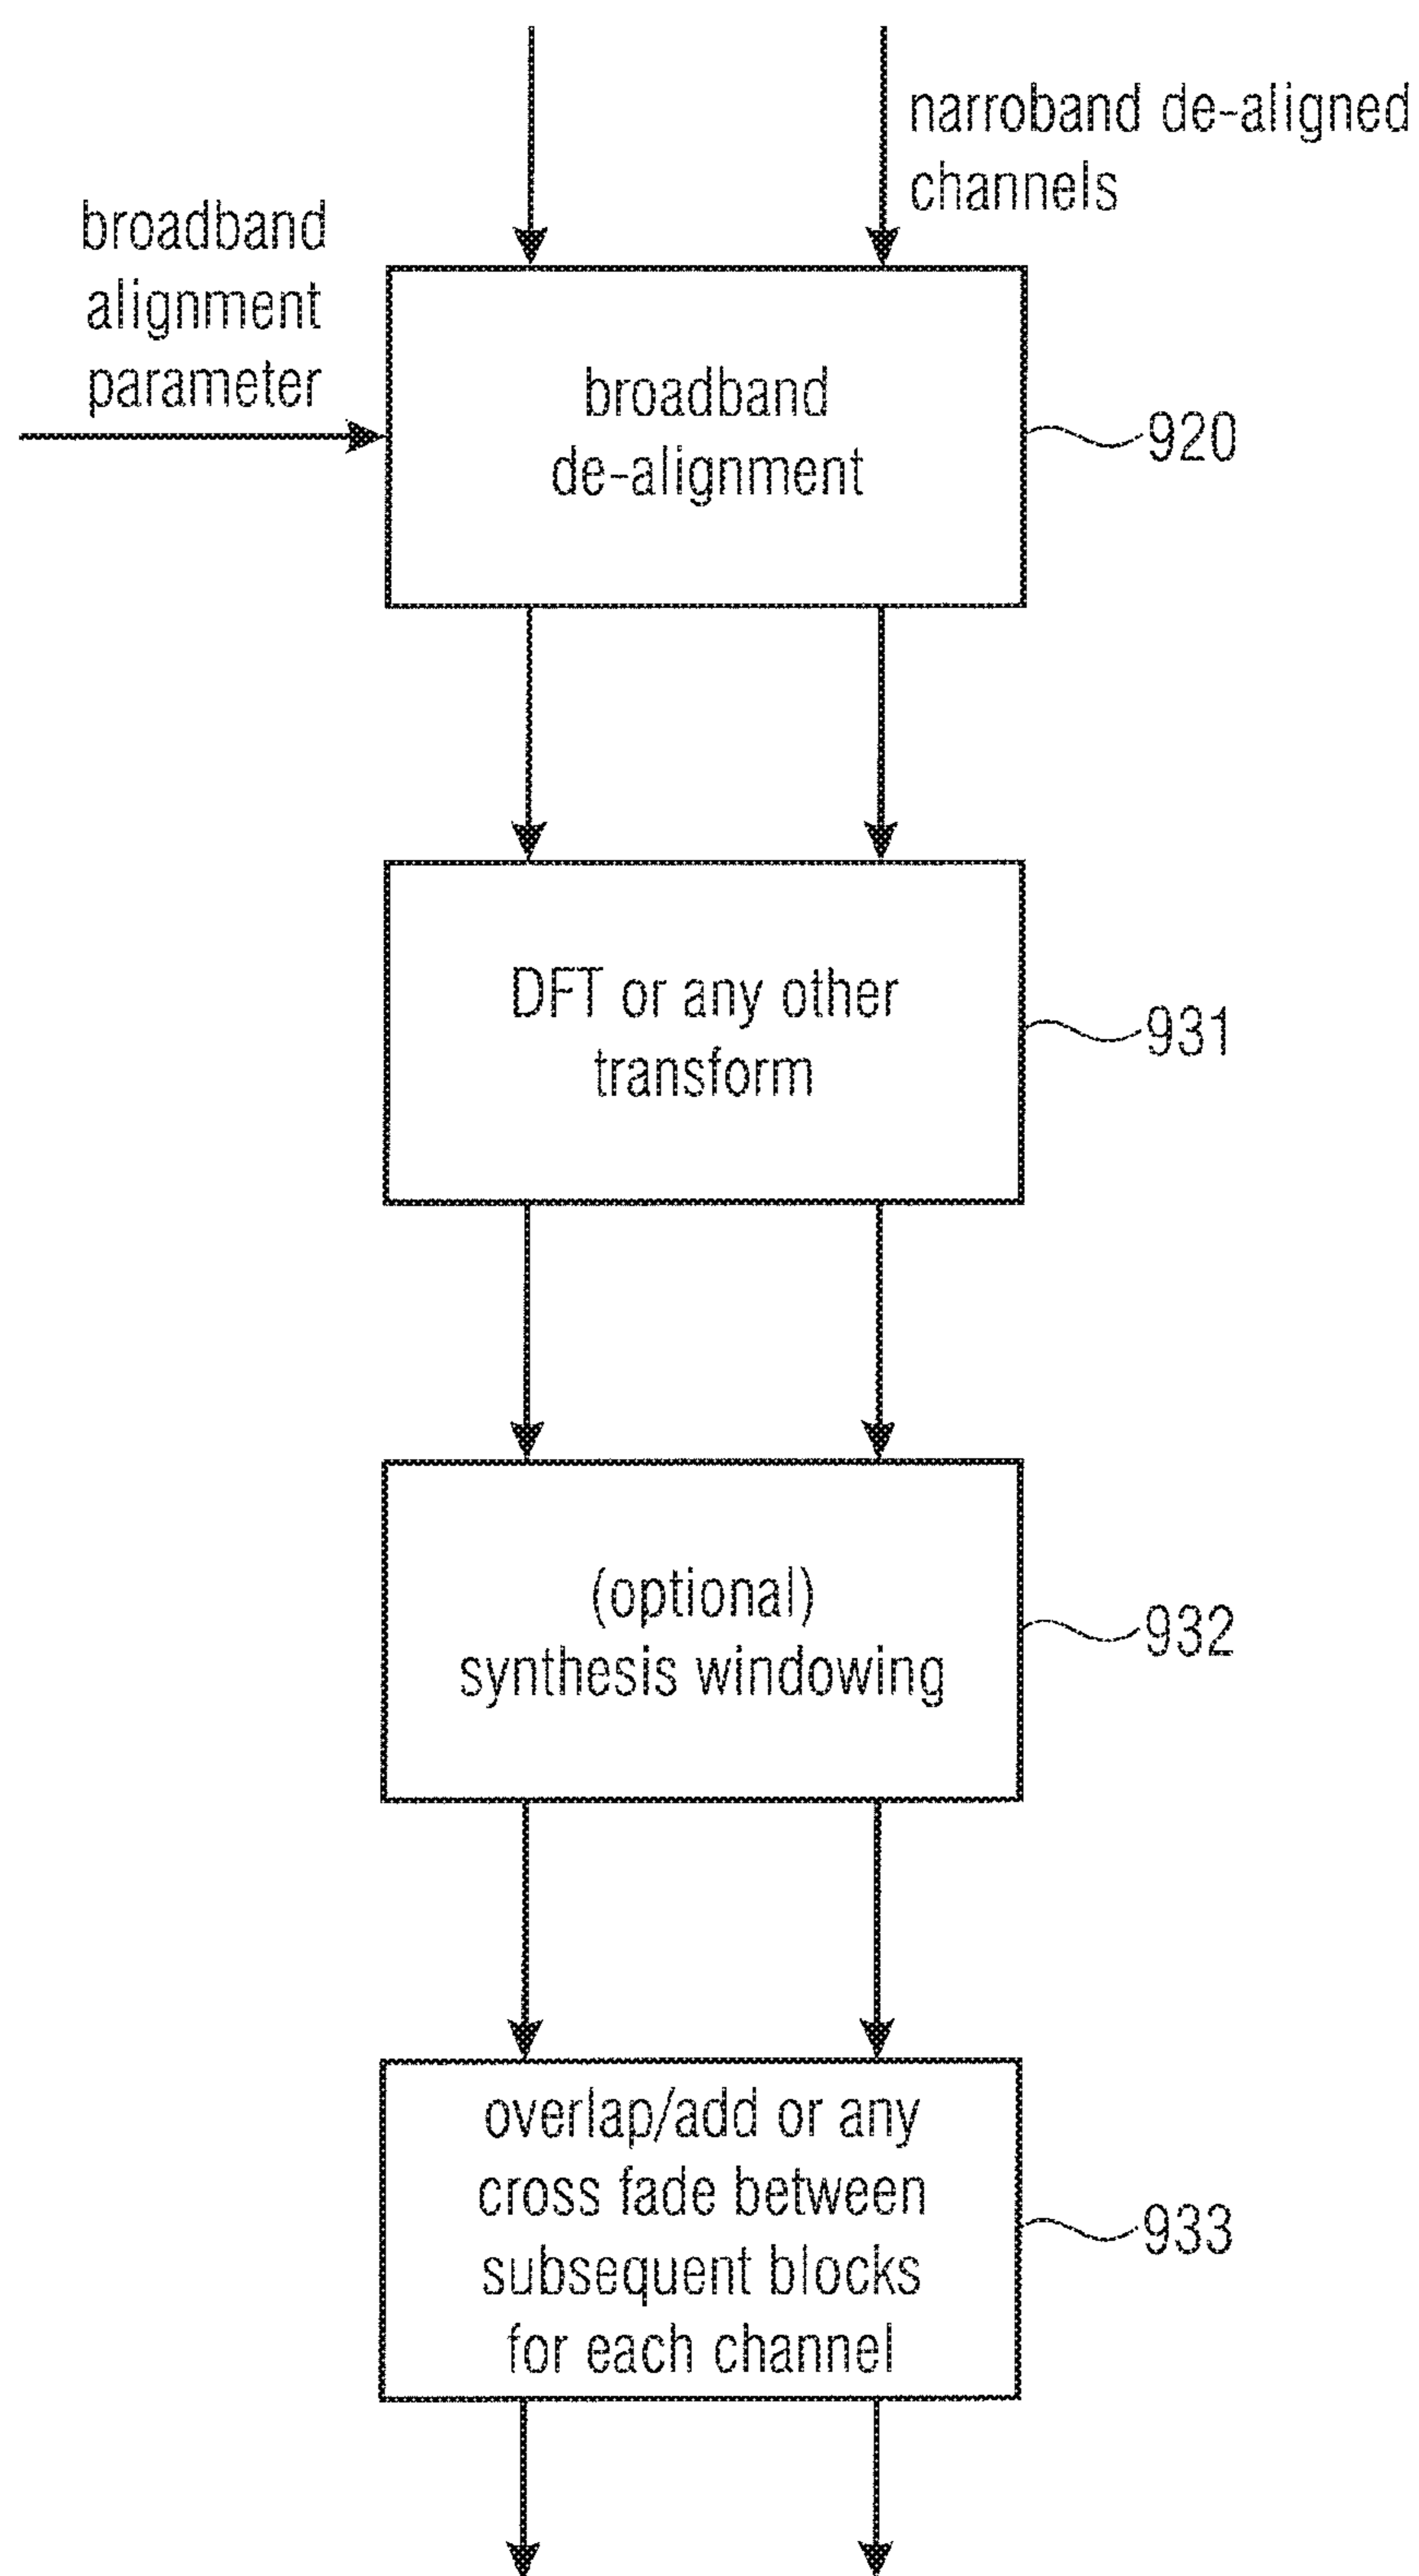 narroband de-aligned
channels
broadband
alignment
parameter
broadband
de-alignment
920
DFT or any other
transform
931
(optional)
synthesis windowing
932
overlap/add or any
cross fade between
subsequent blocks
for each channel
933